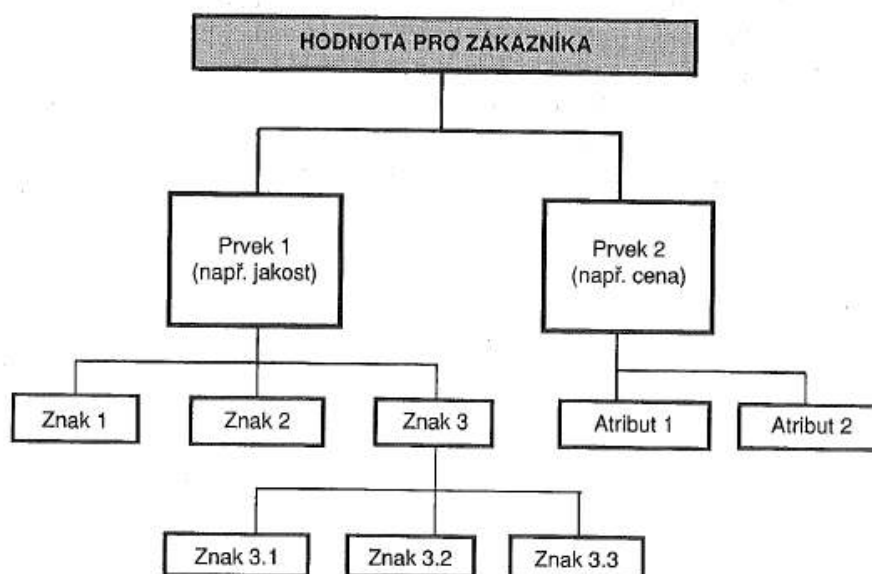 HODNOTA PRO ZÁKAZNÍKA
Prvek 1
(např. jakost)
Prvek 2
(např. cena)
Znak 1
Znak 2
Znak 3
Atribut 1
Atribut 2
Znak 3.1
Znak 3.2
Znak 3.3